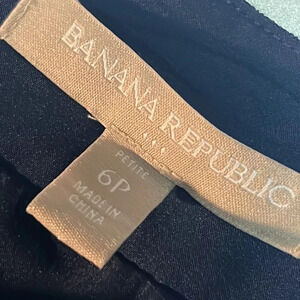 BANANA REPUBLIC
PETITE
6P
MADE IN
CHINA